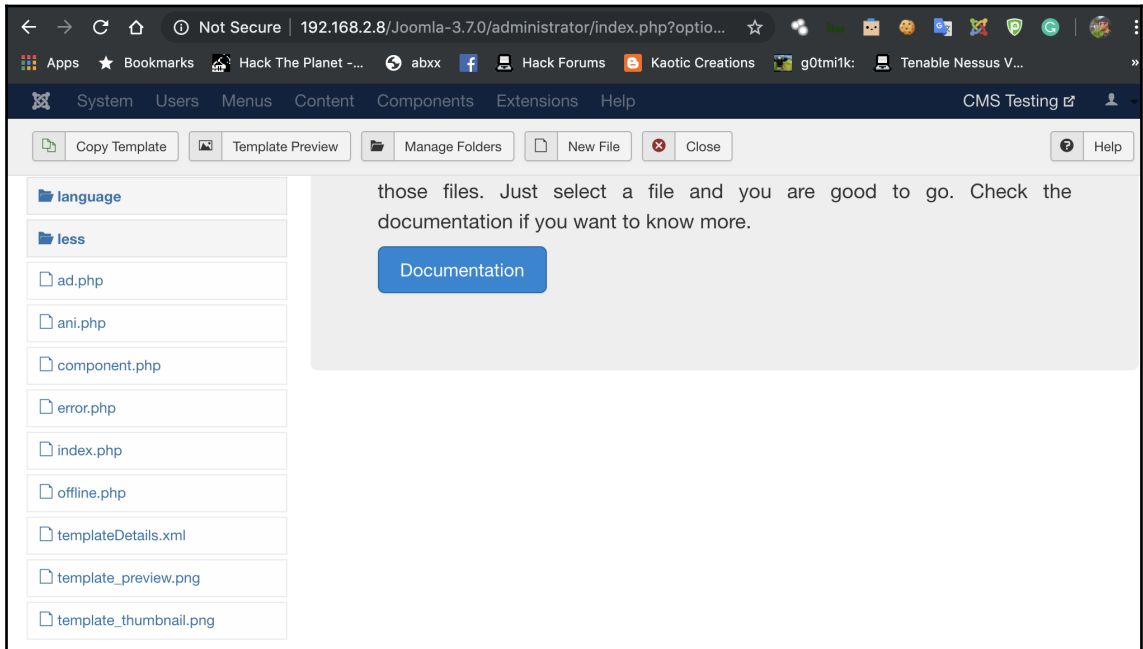 Not Secure | 192.168.2.8/Joomla-3.7.0/administrator/index.php?optio...
Apps Bookmarks Hack The Planet -... abxx Hack Forums Kaotic Creations g0tmi1k: Tenable Nessus V... »
System Users Menus Content Components Extensions Help CMS Testing
Copy Template Template Preview Manage Folders New File Close Help
language
less
ad.php
ani.php
component.php
error.php
index.php
offline.php
templateDetails.xml
template_preview.png
template_thumbnail.png
those files. Just select a file and you are good to go. Check the
documentation if you want to know more.
Documentation